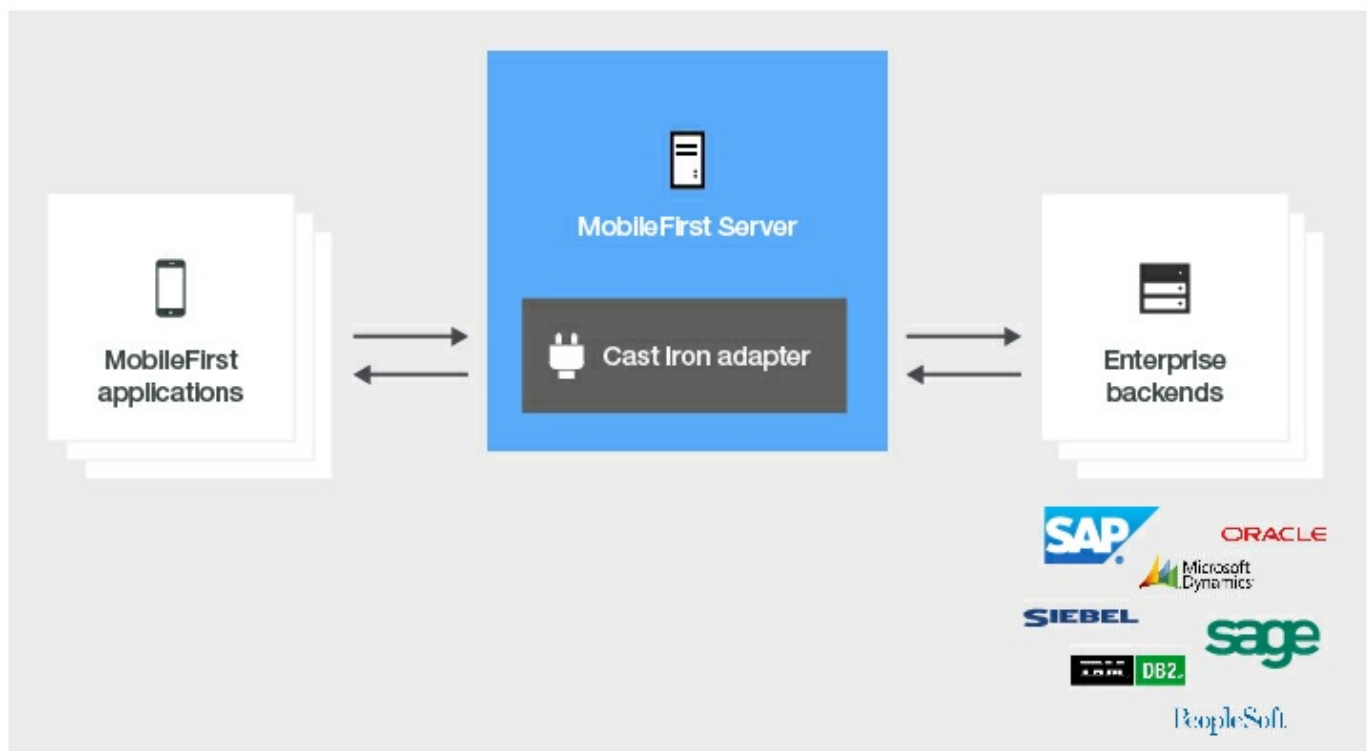 MobileFirst Server
Cast Iron adapter
MobileFirst
applications
Enterprise
backends
SAP
ORACLE
Microsoft
Dynamics
SIEBEL
sage
IBM DB2.
PeopleSoft.